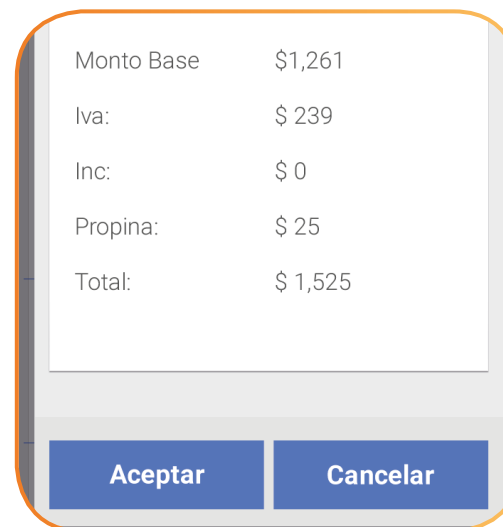 Monto Base $1,261
Iva: $ 239
Inc: $ 0
Propina: $ 25
Total: $ 1,525
Aceptar Cancelar